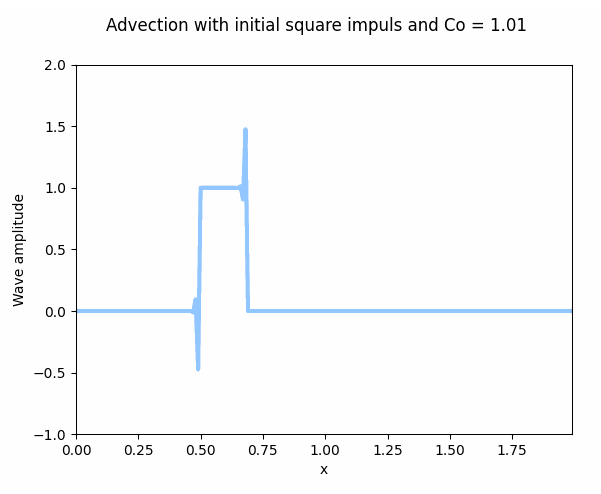 Advection with initial square impuls and Co = 1.01
2.0
1.5
1.0
0.5
0.0
−0.5
−1.0
Wave amplitude
0.00 0.25 0.50 0.75 1.00 1.25 1.50 1.75
x